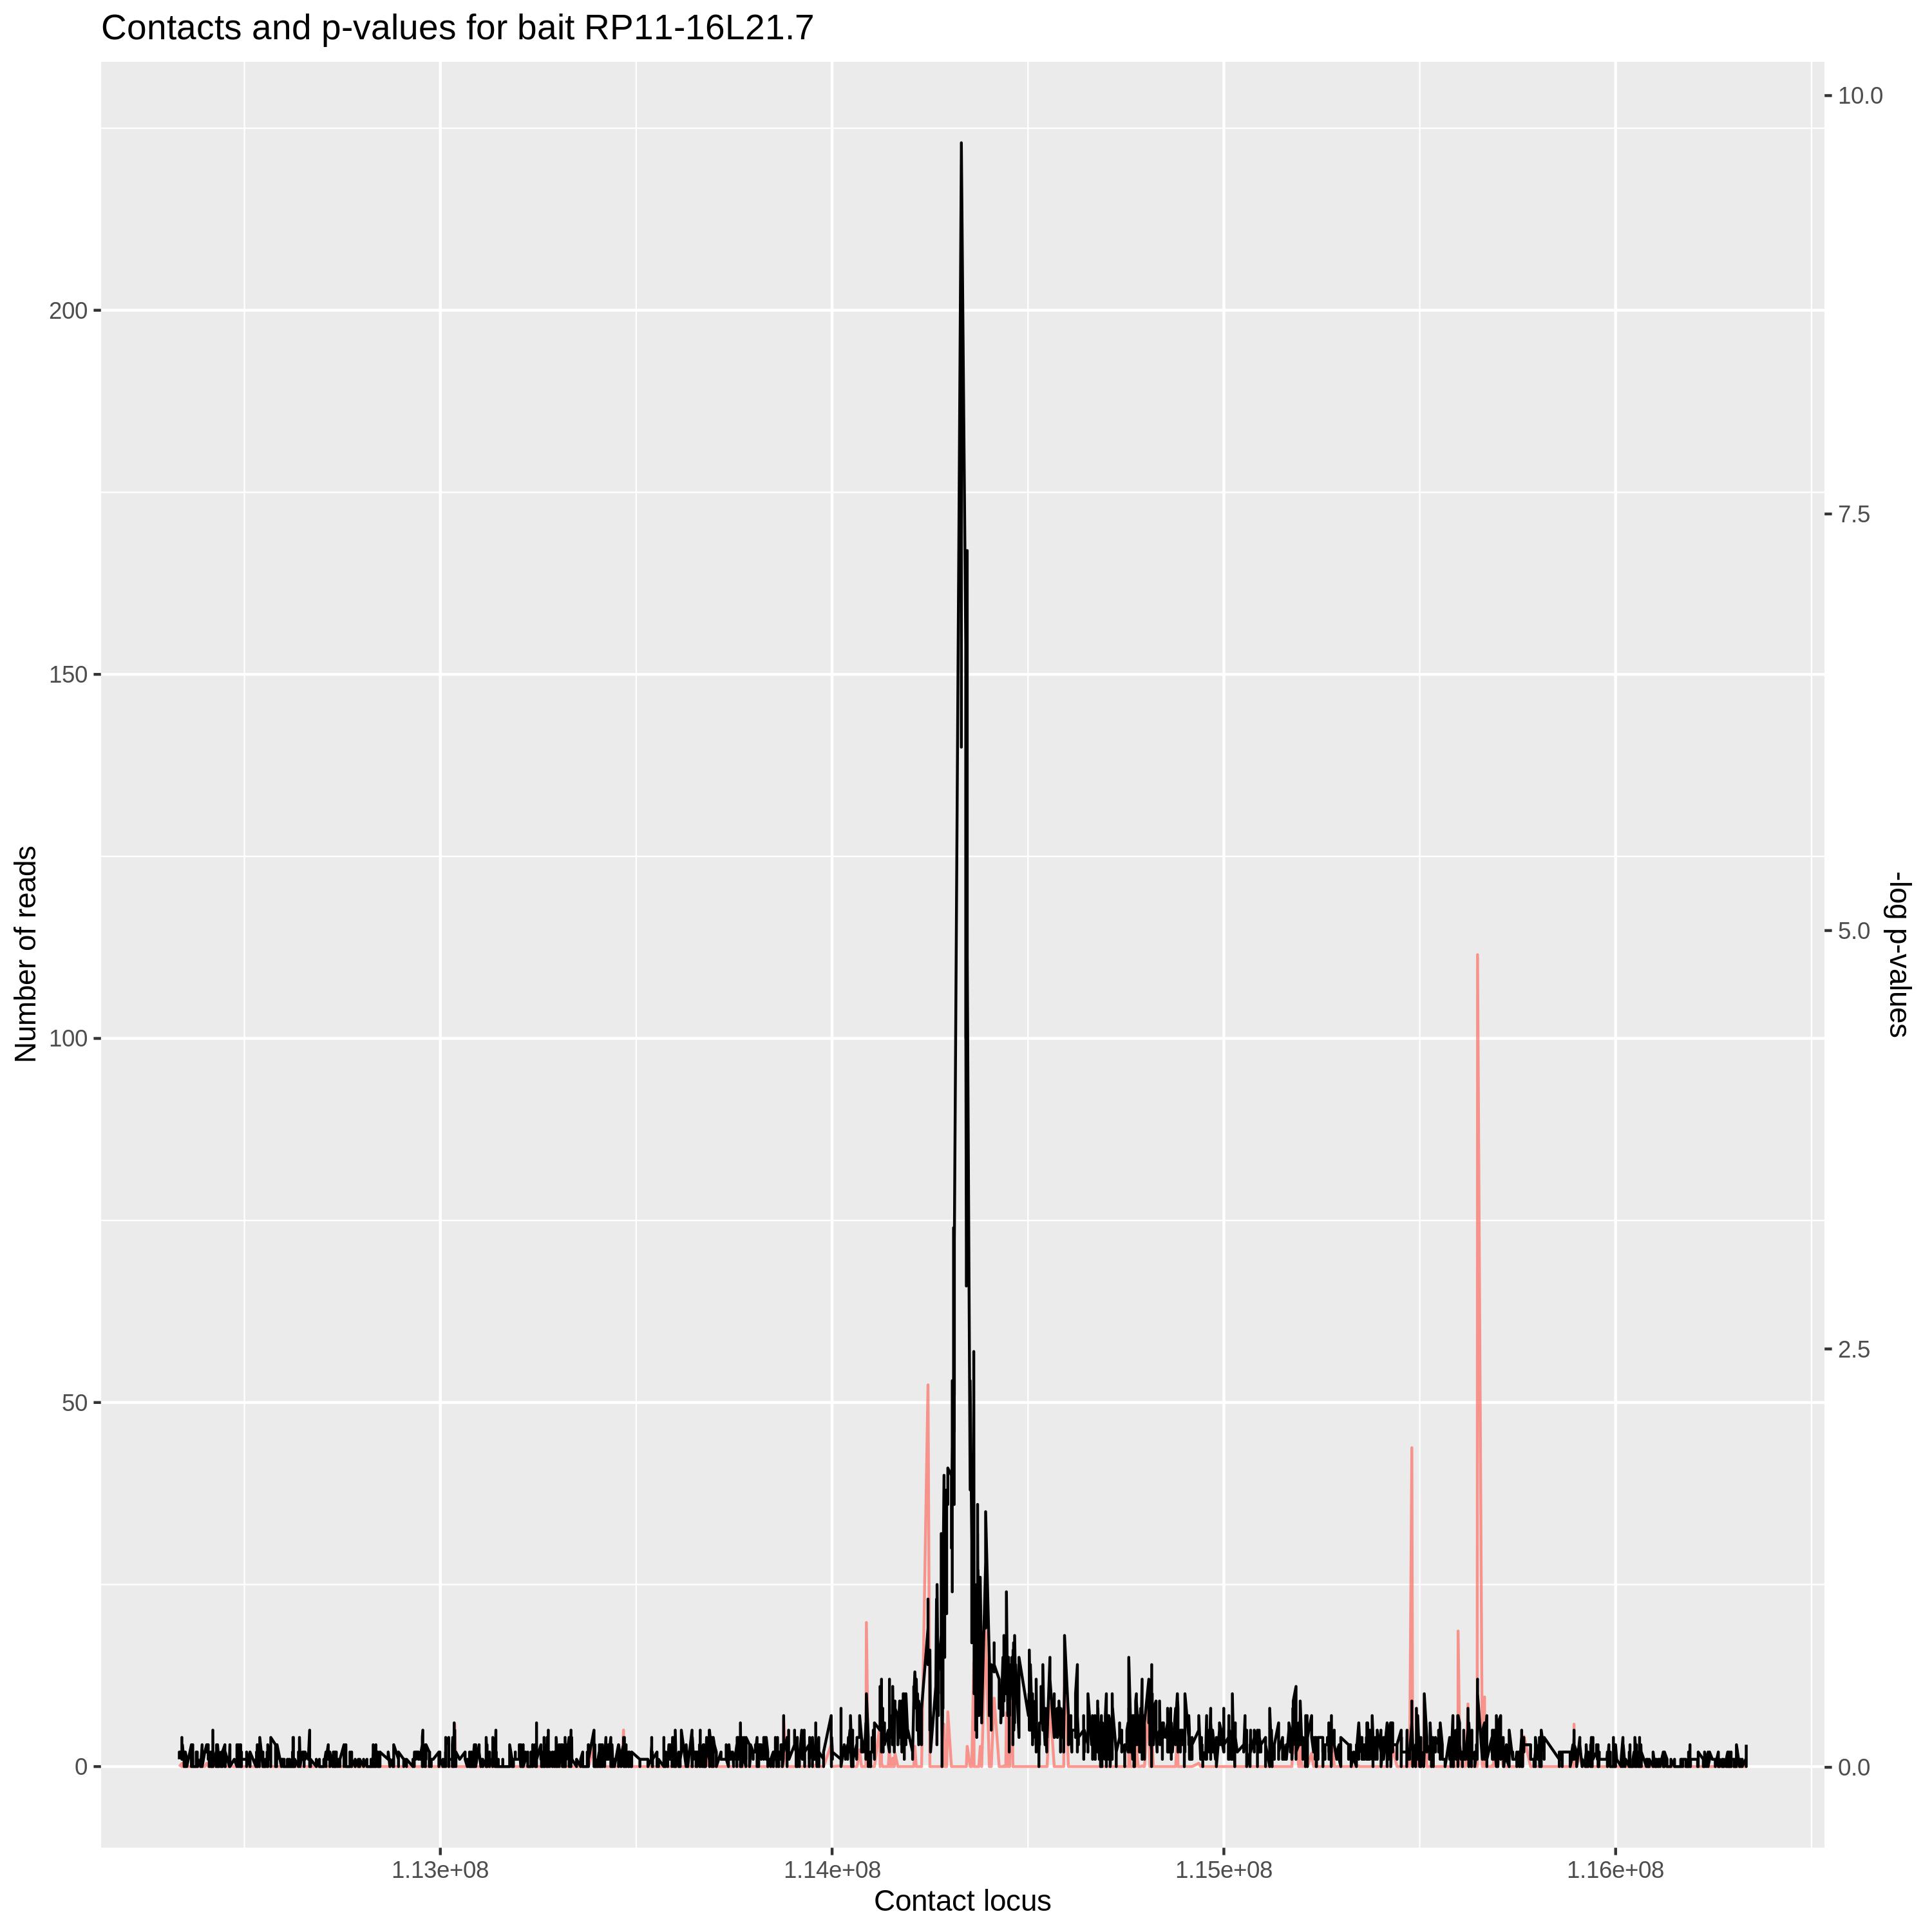 Contacts and p-values for bait RP11-16L21.7
Number of reads
200
150
100
50
0
10.0
7.5
5.0
2.5
0.0
-log p-values
1.13e+08
1.14e+08
1.15e+08
1.16e+08
Contact locus